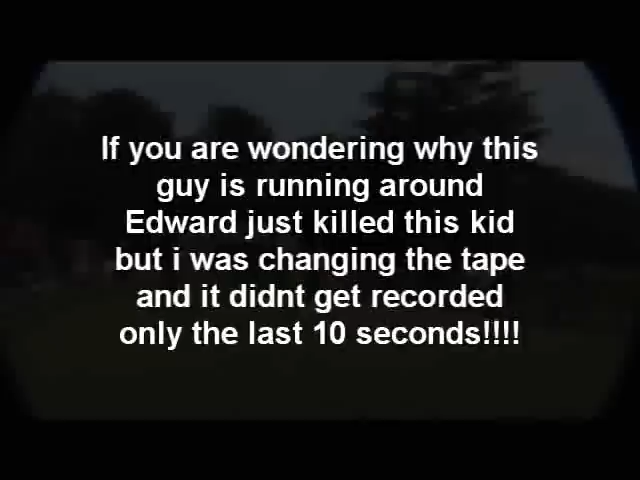 If you are wondering why this
guy is running around
Edward just killed this kid
but i was changing the tape
and it didnt get recorded
only the last 10 seconds!!!!